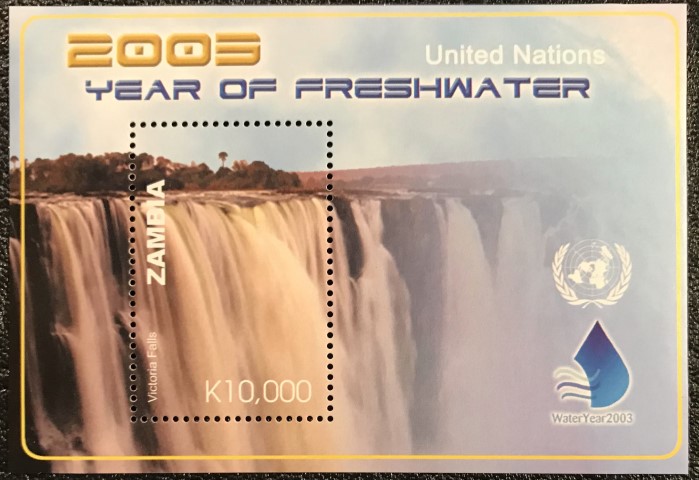 2003
United Nations
YEAR OF FRESHWATER
ZAMBIA
Victoria Falls
K10,000
WaterYear2003